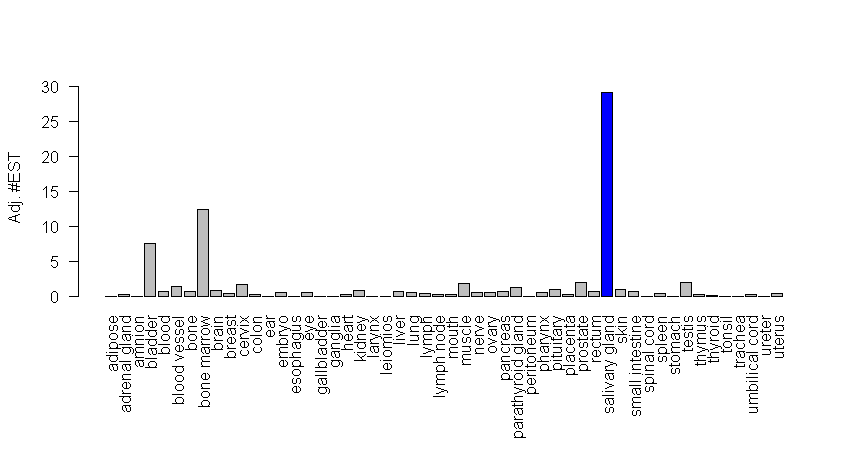 Adj. #EST
30
25
20
15
10
5
0
adipose
adrenal gland
amnion
bladder
blood
blood vessel
bone
bone marrow
brain
breast
cervix
colon
ear
embryo
esophagus
eye
gallbladder
ganglia
heart
kidney
larynx
leiomios
liver
lung
lymph
lymph node
mouth
muscle
nerve
ovary
pancreas
parathyroid gland
peritoneum
pharynx
pituitary
placenta
prostate
rectum
salivary gland
skin
small intestine
spinal cord
spleen
stomach
testis
thymus
thyroid
tonsil
trachea
umbilical cord
ureter
uterus